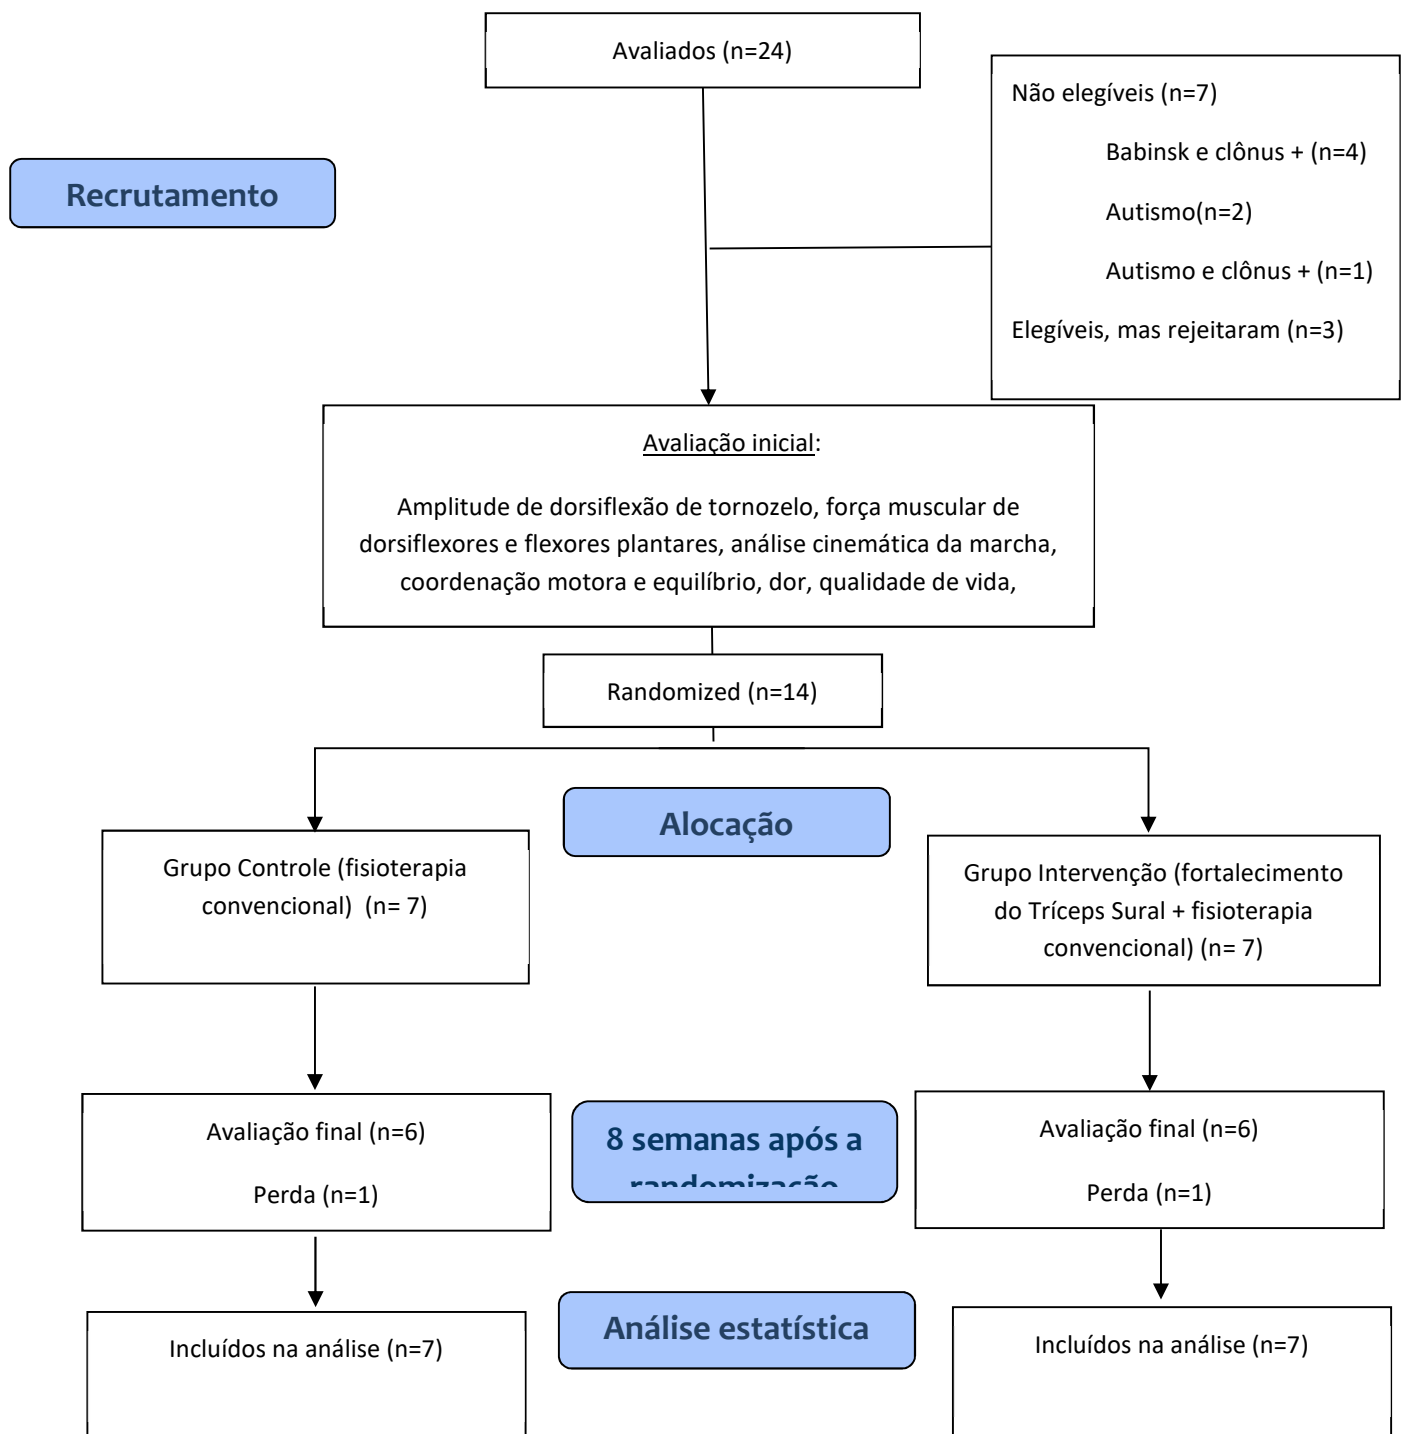 Avaliados (n=24)
Não elegíveis (n=7)
Babinsk e clônus + (n=4)
Autismo(n=2)
Autismo e clônus + (n=1)
Elegíveis, mas rejeitaram (n=3)
Recrutamento
Avaliação inicial:
Amplitude de dorsiflexão de tornozelo, força muscular de
dorsiflexores e flexores plantares, análise cinemática da marcha,
coordenação motora e equilíbrio, dor, qualidade de vida,
Randomized (n=14)
Alocação
Grupo Controle (fisioterapia
convencional)  (n= 7)
Grupo Intervenção (fortalecimento
do Tríceps Sural + fisioterapia
convencional) (n= 7)
Avaliação final (n=6)
Perda (n=1)
8 semanas após a
randomização
Avaliação final (n=6)
Perda (n=1)
Análise estatística
Incluídos na análise (n=7)
Incluídos na análise (n=7)